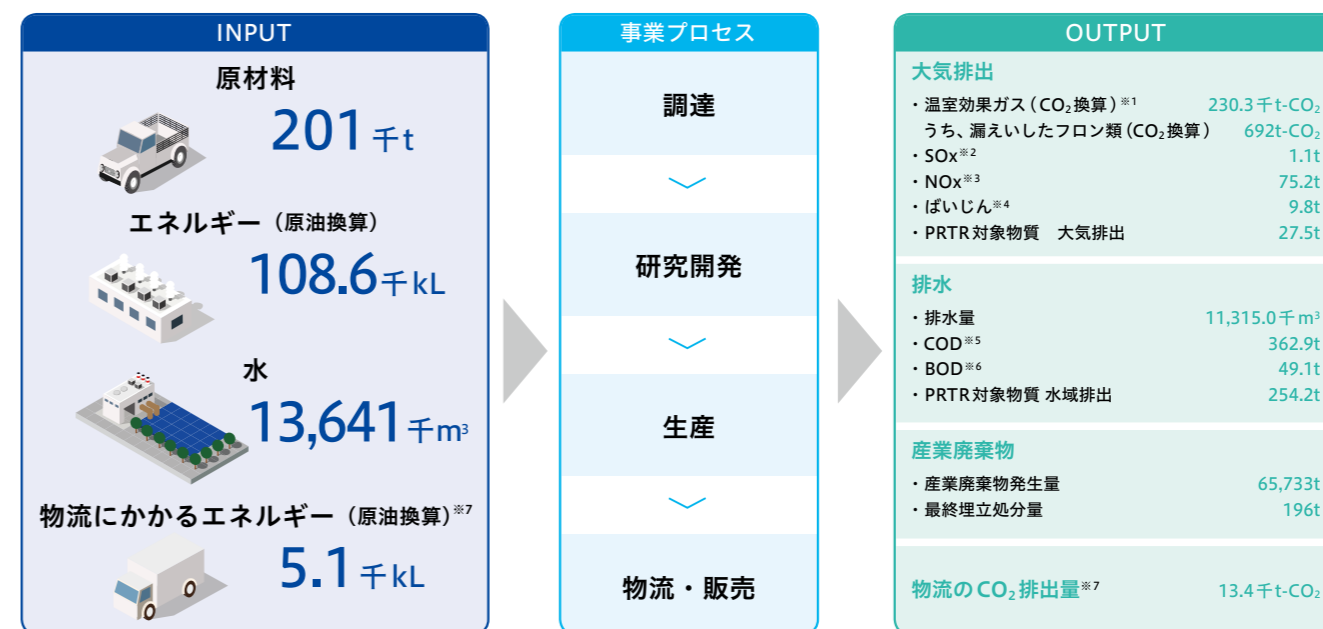 INPUT
原材料
201千t
エネルギー（原油換算）
108.6千kL
水
13,641千m³
物流にかかるエネルギー（原油換算）※7
5.1千kL
事業プロセス
調達
研究開発
生産
物流・販売
OUTPUT
大気排出
・温室効果ガス（CO₂換算）※1 230.3千t-CO₂
うち、漏えいしたフロン類（CO₂換算） 692t-CO₂
・SOx※2 1.1t
・NOx※3 75.2t
・ばいじん※4 9.8t
・PRTR対象物質　大気排出 27.5t
排水
・排水量 11,315.0千m³
・COD※5 362.9t
・BOD※6 49.1t
・PRTR対象物質 水域排出 254.2t
産業廃棄物
・産業廃棄物発生量 65,733t
・最終埋立処分量 196t
物流のCO₂排出量※7 13.4千t-CO₂